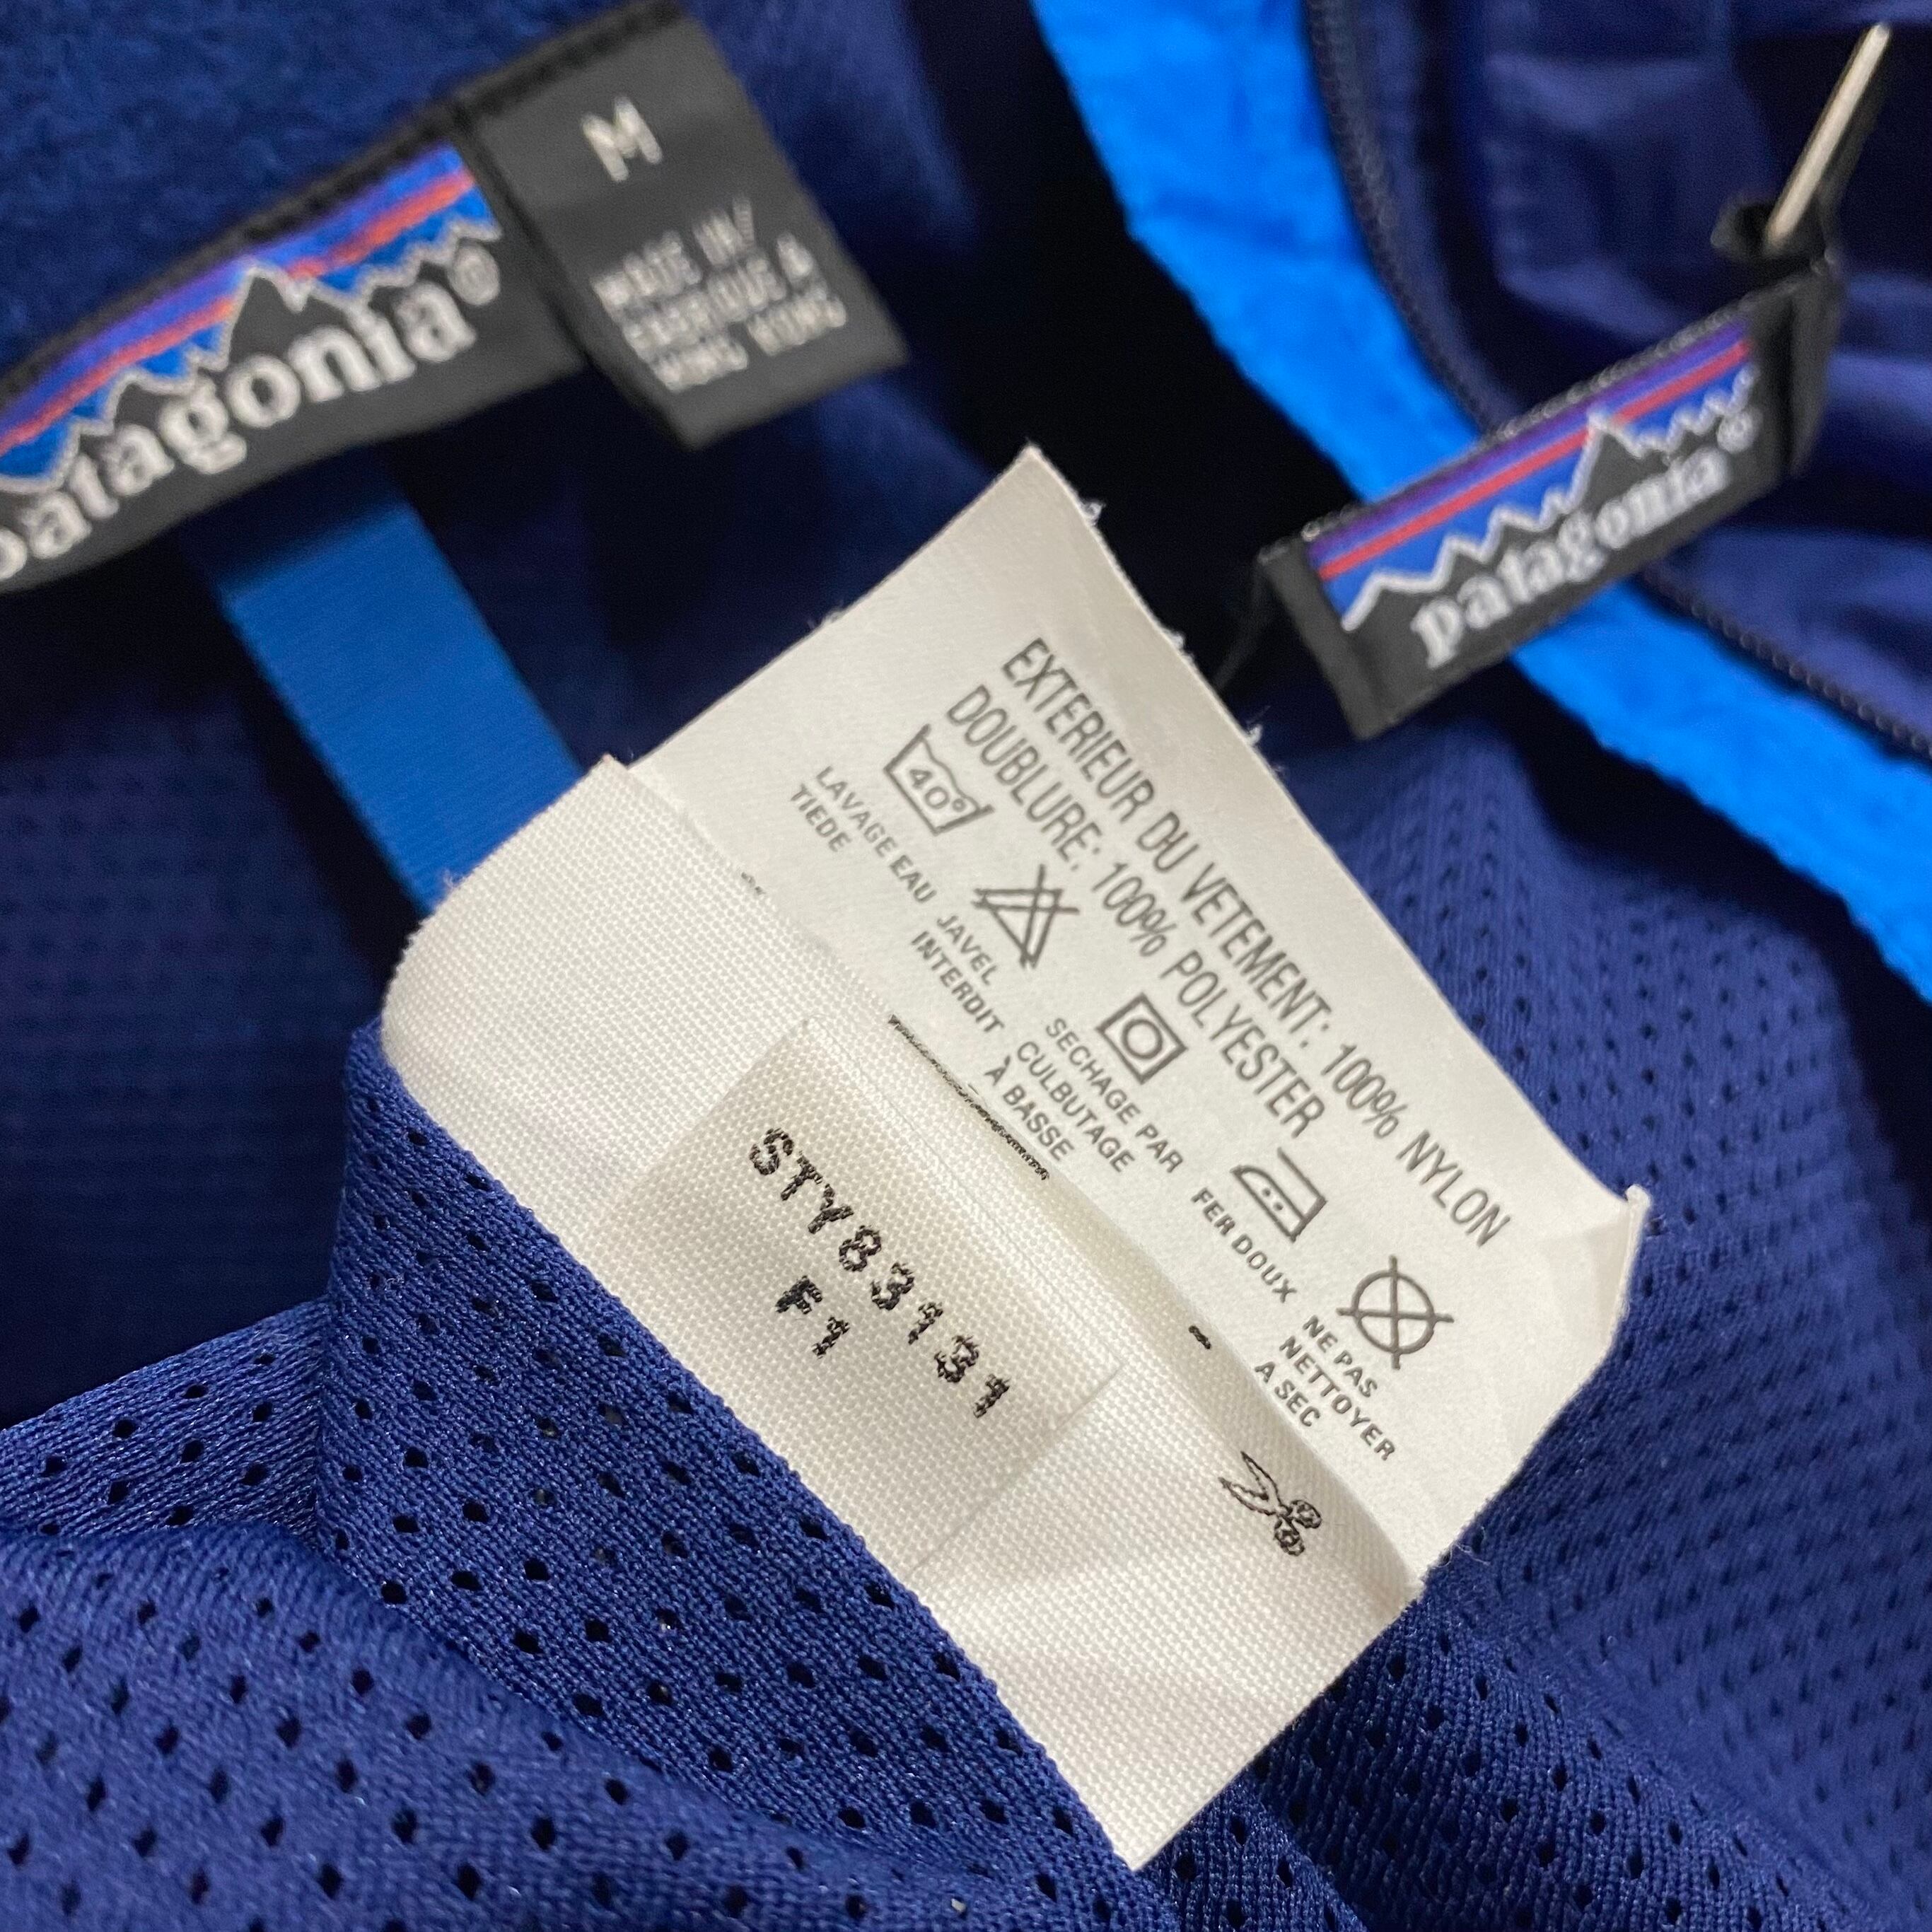 patagonia®
M
MADE IN/
FABRIQUE A
HONG KONG
patagonia®
EXTERIEUR DU VETEMENT: 100% NYLON
DOUBLURE: 100% POLYESTER
40°
LAVAGE EAU
TIEDE
JAVEL
INTERDIT
SECHAGE PAR
CULBUTAGE
À BASSE
FER DOUX
NE PAS
NETTOYER
A SEC
STY83131
F1